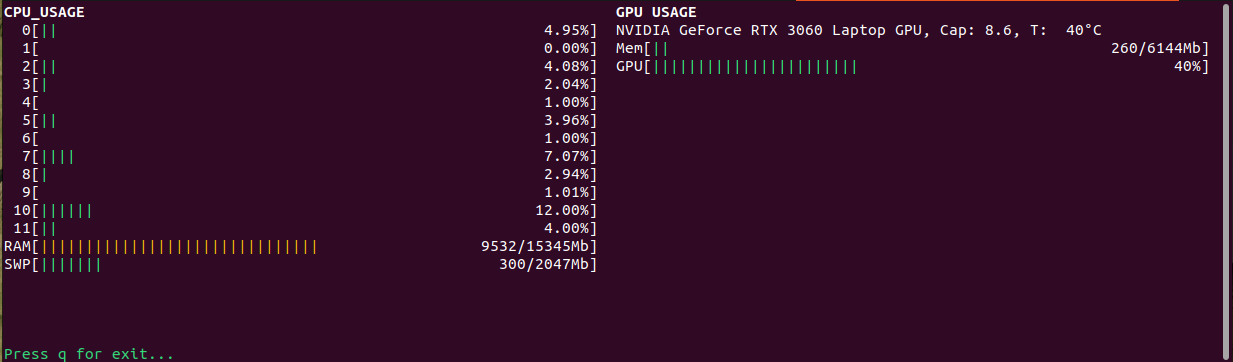 CPU_USAGE
0[|| 4.95%]
1[ 0.00%]
2[|| 4.08%]
3[| 2.04%]
4[ 1.00%]
5[|| 3.96%]
6[ 1.00%]
7[|||| 7.07%]
8[| 2.94%]
9[ 1.01%]
10[|||||| 12.00%]
11[|| 4.00%]
RAM[||||||||||||||||||||||||||||||| 9532/15345Mb]
SWP[||||||| 300/2047Mb]
GPU USAGE
NVIDIA GeForce RTX 3060 Laptop GPU, Cap: 8.6, T: 40°C
Mem[|| 260/6144Mb]
GPU[||||||||||||||||||||||| 40%]
Press q for exit...